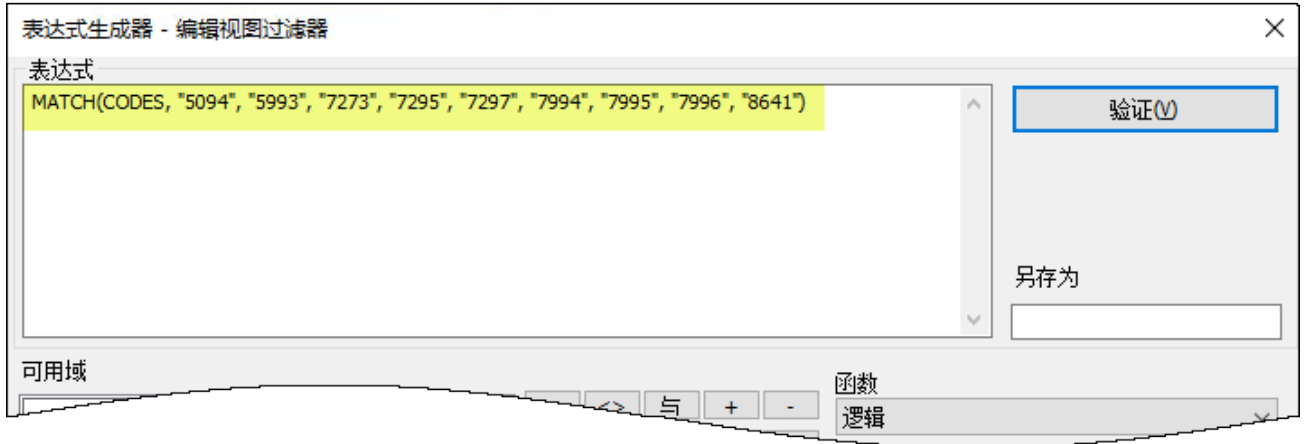 表达式生成器 - 编辑视图过滤器
表达式
MATCH(CODES, "5094", "5993", "7273", "7295", "7297", "7994", "7995", "7996", "8641")
验证(V)
另存为
可用域
<> 与 + -
函数
逻辑